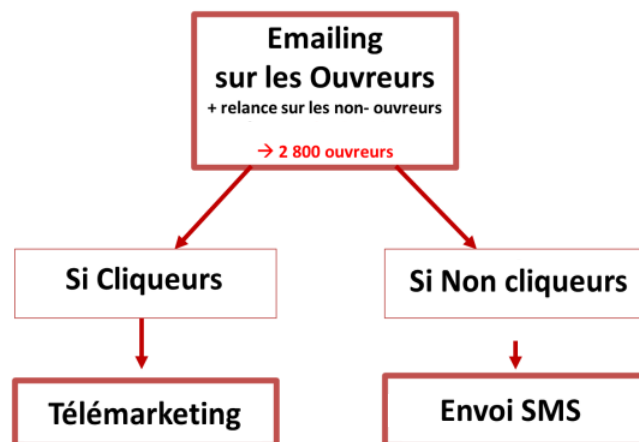 Emailing
sur les Ouvreurs
+ relance sur les non- ouvreurs
→ 2 800 ouvreurs
Si Cliqueurs
Si Non cliqueurs
Télémarketing
Envoi SMS